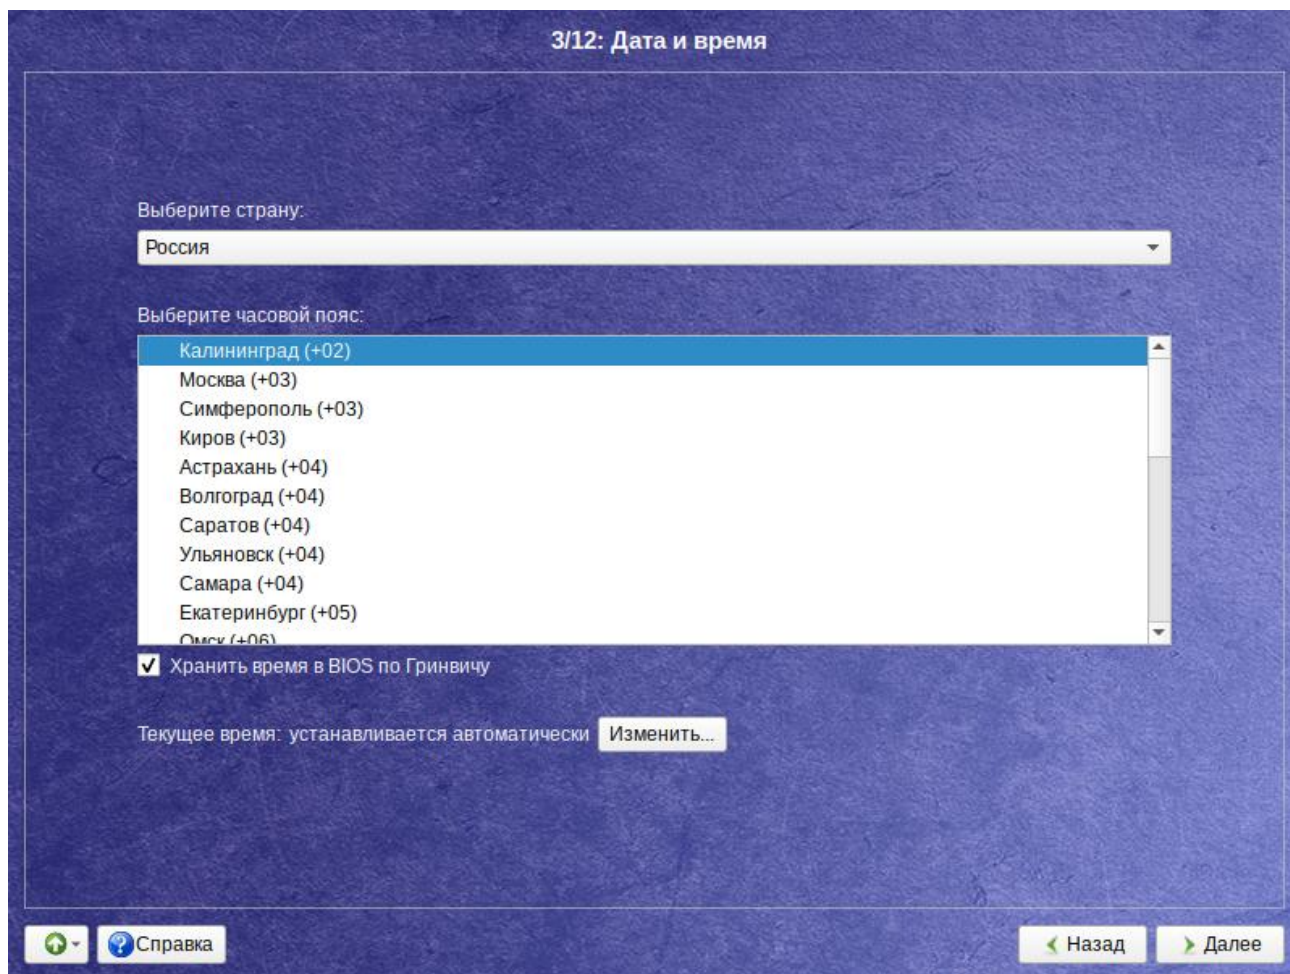 3/12: Дата и время
Выберите страну:
Россия
Выберите часовой пояс:
Калининград (+02)
Москва (+03)
Симферополь (+03)
Киров (+03)
Астрахань (+04)
Волгоград (+04)
Саратов (+04)
Ульяновск (+04)
Самара (+04)
Екатеринбург (+05)
Омск (+06)
Хранить время в BIOS по Гринвичу
Текущее время: устанавливается автоматически Изменить...
Справка Назад Далее